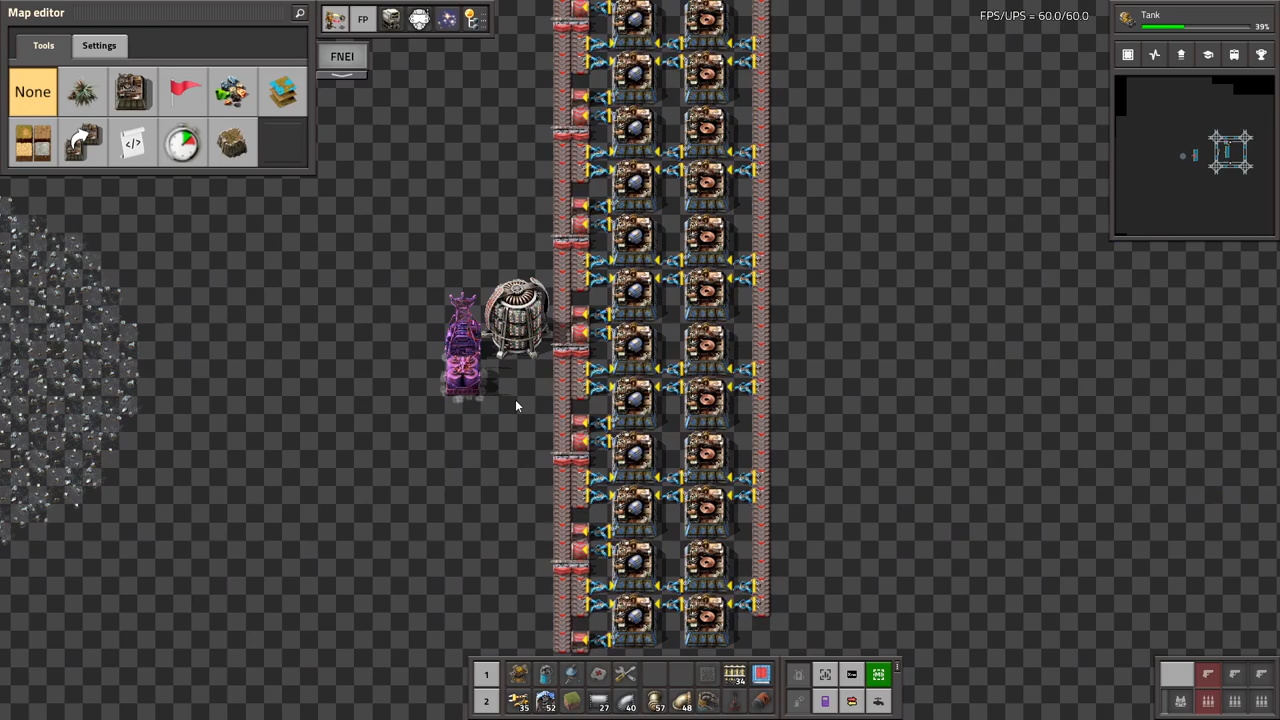 Map editor
FP
FPS/UPS = 60.0/60.0
Tank
39%
Tools
Settings
FNEI
None
</>
1
34
2
35
52
27
40
57
48